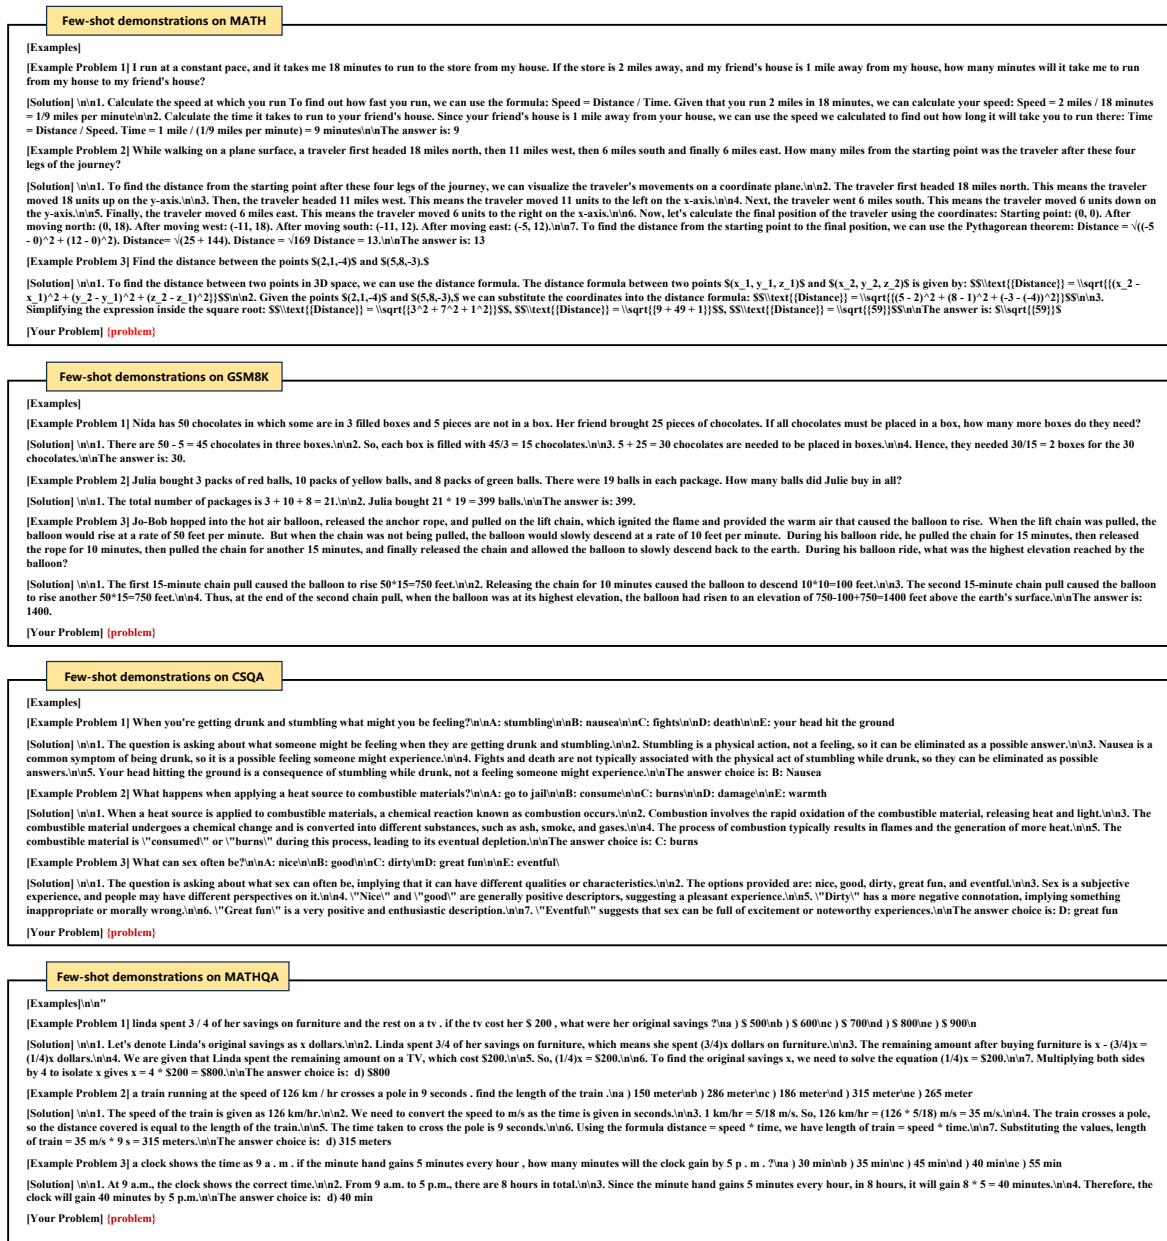 Few-shot demonstrations on MATH
[Examples]
[Example Problem 1] I run at a constant pace, and it takes me 18 minutes to run to the store from my house. If the store is 2 miles away, and my friend's house is 1 mile away from my house, how many minutes will it take me to run
from my house to my friend's house?
[Solution] \n\n1. Calculate the speed at which you run To find out how fast you run, we can use the formula: Speed = Distance / Time. Given that you run 2 miles in 18 minutes, we can calculate your speed: Speed = 2 miles / 18 minutes
= 1/9 miles per minute\n\n2. Calculate the time it takes to run to your friend's house. Since your friend's house is 1 mile away from your house, we can use the speed we calculated to find out how long it will take you to run there: Time
= Distance / Speed. Time = 1 mile / (1/9 miles per minute) = 9 minutes\n\nThe answer is: 9
[Example Problem 2] While walking on a plane surface, a traveler first headed 18 miles north, then 11 miles west, then 6 miles south and finally 6 miles east. How many miles from the starting point was the traveler after these four
legs of the journey?
[Solution] \n\n1. To find the distance from the starting point after these four legs of the journey, we can visualize the traveler's movements on a coordinate plane.\n\n2. The traveler first headed 18 miles north. This means the traveler
moved 18 units up on the y-axis.\n\n3. Then, the traveler headed 11 miles west. This means the traveler moved 11 units to the left on the x-axis.\n\n4. Next, the traveler went 6 miles south. This means the traveler moved 6 units down on
the y-axis.\n\n5. Finally, the traveler moved 6 miles east. This means the traveler moved 6 units to the right on the x-axis.\n\n6. Now, let's calculate the final position of the traveler using the coordinates: Starting point: (0, 0). After
moving north: (0, 18). After moving west: (-11, 18). After moving south: (-11, 12). After moving east: (-5, 12).\n\n7. To find the distance from the starting point to the final position, we can use the Pythagorean theorem: Distance = √((-5
- 0)^2 + (12 - 0)^2). Distance= √(25 + 144). Distance = √169 Distance = 13.\n\nThe answer is: 13
[Example Problem 3] Find the distance between the points $(2,1,-4)$ and $(5,8,-3).$
[Solution] \n\n1. To find the distance between two points in 3D space, we can use the distance formula. The distance formula between two points $(x_1, y_1, z_1)$ and $(x_2, y_2, z_2)$ is given by: $$\\text{{Distance}} = \\sqrt{{(x_2 -
x_1)^2 + (y_2 - y_1)^2 + (z_2 - z_1)^2}}$$\n\n2. Given the points $(2,1,-4)$ and $(5,8,-3),$ we can substitute the coordinates into the distance formula: $$\\text{{Distance}} = \\sqrt{{(5 - 2)^2 + (8 - 1)^2 + (-3 - (-4))^2}}$$\n\n3.
Simplifying the expression inside the square root: $$\\text{{Distance}} = \\sqrt{{3^2 + 7^2 + 1^2}}$$, $$\\text{{Distance}} = \\sqrt{{9 + 49 + 1}}$$, $$\\text{{Distance}} = \\sqrt{{59}}$$\n\nThe answer is: $\\sqrt{{59}}$
[Your Problem] {problem}
Few-shot demonstrations on GSM8K
[Examples]
[Example Problem 1] Nida has 50 chocolates in which some are in 3 filled boxes and 5 pieces are not in a box. Her friend brought 25 pieces of chocolates. If all chocolates must be placed in a box, how many more boxes do they need?
[Solution] \n\n1. There are 50 - 5 = 45 chocolates in three boxes.\n\n2. So, each box is filled with 45/3 = 15 chocolates.\n\n3. 5 + 25 = 30 chocolates are needed to be placed in boxes.\n\n4. Hence, they needed 30/15 = 2 boxes for the 30
chocolates.\n\nThe answer is: 30.
[Example Problem 2] Julia bought 3 packs of red balls, 10 packs of yellow balls, and 8 packs of green balls. There were 19 balls in each package. How many balls did Julie buy in all?
[Solution] \n\n1. The total number of packages is 3 + 10 + 8 = 21.\n\n2. Julia bought 21 * 19 = 399 balls.\n\nThe answer is: 399.
[Example Problem 3] Jo-Bob hopped into the hot air balloon, released the anchor rope, and pulled on the lift chain, which ignited the flame and provided the warm air that caused the balloon to rise. When the lift chain was pulled, the
balloon would rise at a rate of 50 feet per minute. But when the chain was not being pulled, the balloon would slowly descend at a rate of 10 feet per minute. During his balloon ride, he pulled the chain for 15 minutes, then released
the rope for 10 minutes, then pulled the chain for another 15 minutes, and finally released the chain and allowed the balloon to slowly descend back to the earth. During his balloon ride, what was the highest elevation reached by the
balloon?
[Solution] \n\n1. The first 15-minute chain pull caused the balloon to rise 50*15=750 feet.\n\n2. Releasing the chain for 10 minutes caused the balloon to descend 10*10=100 feet.\n\n3. The second 15-minute chain pull caused the balloon
to rise another 50*15=750 feet.\n\n4. Thus, at the end of the second chain pull, when the balloon was at its highest elevation, the balloon had risen to an elevation of 750-100+750=1400 feet above the earth's surface.\n\nThe answer is:
1400.
[Your Problem] {problem}
Few-shot demonstrations on CSQA
[Examples]
[Example Problem 1] When you're getting drunk and stumbling what might you be feeling?\n\nA: stumbling\n\nB: nausea\n\nC: fights\n\nD: death\n\nE: your head hit the ground
[Solution] \n\n1. The question is asking about what someone might be feeling when they are getting drunk and stumbling.\n\n2. Stumbling is a physical action, not a feeling, so it can be eliminated as a possible answer.\n\n3. Nausea is a
common symptom of being drunk, so it is a possible feeling someone might experience.\n\n4. Fights and death are not typically associated with the physical act of stumbling while drunk, so they can be eliminated as possible
answers.\n\n5. Your head hitting the ground is a consequence of stumbling while drunk, not a feeling someone might experience.\n\nThe answer choice is: B: Nausea
[Example Problem 2] What happens when applying a heat source to combustible materials?\n\nA: go to jail\n\nB: consume\n\nC: burns\n\nD: damage\n\nE: warmth
[Solution] \n\n1. When a heat source is applied to combustible materials, a chemical reaction known as combustion occurs.\n\n2. Combustion involves the rapid oxidation of the combustible material, releasing heat and light.\n\n3. The
combustible material undergoes a chemical change and is converted into different substances, such as ash, smoke, and gases.\n\n4. The process of combustion typically results in flames and the generation of more heat.\n\n5. The
combustible material is \"consumed\" or \"burns\" during this process, leading to its eventual depletion.\n\nThe answer choice is: C: burns
[Example Problem 3] What can sex often be?\n\nA: nice\n\nB: good\n\nC: dirty\mD: great fun\n\nE: eventful\
[Solution] \n\n1. The question is asking about what sex can often be, implying that it can have different qualities or characteristics.\n\n2. The options provided are: nice, good, dirty, great fun, and eventful.\n\n3. Sex is a subjective
experience, and people may have different perspectives on it.\n\n4. \"Nice\" and \"good\" are generally positive descriptors, suggesting a pleasant experience.\n\n5. \"Dirty\" has a more negative connotation, implying something
inappropriate or morally wrong.\n\n6. \"Great fun\" is a very positive and enthusiastic description.\n\n7. \"Eventful\" suggests that sex can be full of excitement or noteworthy experiences.\n\nThe answer choice is: D: great fun
[Your Problem] {problem}
Few-shot demonstrations on MATHQA
[Examples]\n\n"
[Example Problem 1] linda spent 3 / 4 of her savings on furniture and the rest on a tv . if the tv cost her $ 200 , what were her original savings ?\na ) $ 500\nb ) $ 600\nc ) $ 700\nd ) $ 800\ne ) $ 900\n
[Solution] \n\n1. Let's denote Linda's original savings as x dollars.\n\n2. Linda spent 3/4 of her savings on furniture, which means she spent (3/4)x dollars on furniture.\n\n3. The remaining amount after buying furniture is x - (3/4)x =
(1/4)x dollars.\n\n4. We are given that Linda spent the remaining amount on a TV, which cost $200.\n\n5. So, (1/4)x = $200.\n\n6. To find the original savings x, we need to solve the equation (1/4)x = $200.\n\n7. Multiplying both sides
by 4 to isolate x gives x = 4 * $200 = $800.\n\nThe answer choice is: d) $800
[Example Problem 2] a train running at the speed of 126 km / hr crosses a pole in 9 seconds . find the length of the train .\na ) 150 meter\nb ) 286 meter\nc ) 186 meter\nd ) 315 meter\ne ) 265 meter
[Solution] \n\n1. The speed of the train is given as 126 km/hr.\n\n2. We need to convert the speed to m/s as the time is given in seconds.\n\n3. 1 km/hr = 5/18 m/s. So, 126 km/hr = (126 * 5/18) m/s = 35 m/s.\n\n4. The train crosses a pole,
so the distance covered is equal to the length of the train.\n\n5. The time taken to cross the pole is 9 seconds.\n\n6. Using the formula distance = speed * time, we have length of train = speed * time.\n\n7. Substituting the values, length
of train = 35 m/s * 9 s = 315 meters.\n\nThe answer choice is: d) 315 meters
[Example Problem 3] a clock shows the time as 9 a . m . if the minute hand gains 5 minutes every hour , how many minutes will the clock gain by 5 p . m . ?\na ) 30 min\nb ) 35 min\nc ) 45 min\nd ) 40 min\ne ) 55 min
[Solution] \n\n1. At 9 a.m., the clock shows the correct time.\n\n2. From 9 a.m. to 5 p.m., there are 8 hours in total.\n\n3. Since the minute hand gains 5 minutes every hour, in 8 hours, it will gain 8 * 5 = 40 minutes.\n\n4. Therefore, the
clock will gain 40 minutes by 5 p.m.\n\nThe answer choice is: d) 40 min
[Your Problem] {problem}